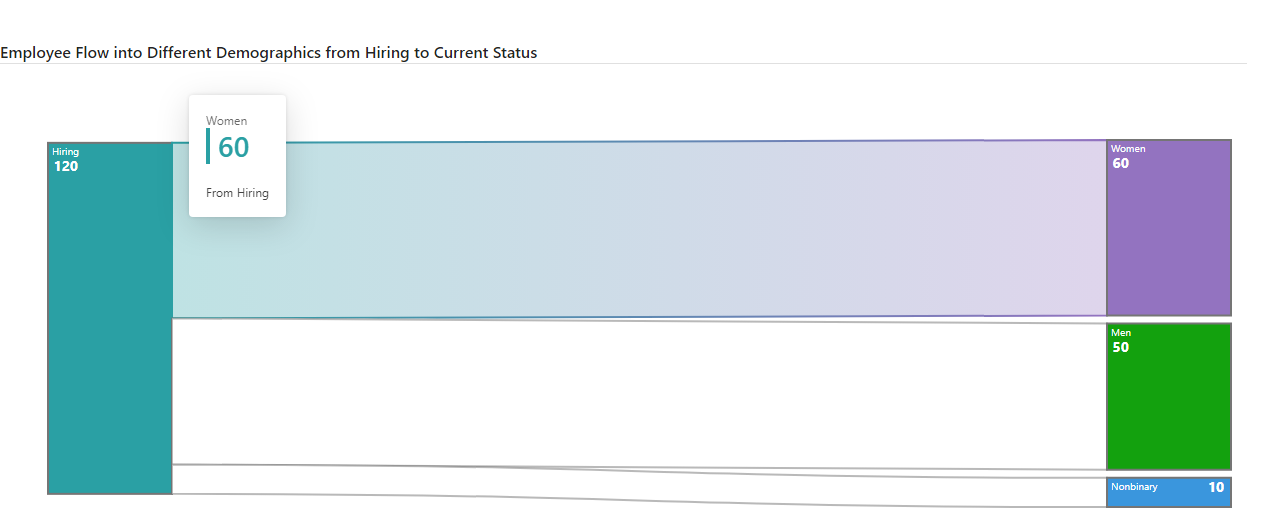 Employee Flow into Different Demographics from Hiring to Current Status
Women
60
From Hiring
Hiring
120
Women
60
Men
50
Nonbinary 10